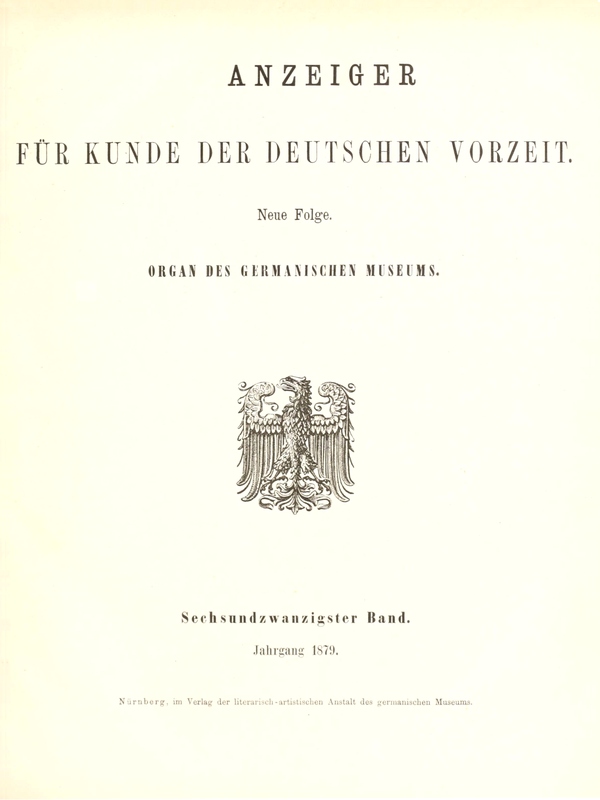 ANZEIGER
FÜR KUNDE DER DEUTSCHEN VORZEIT.
Neue Folge.
ORGAN DES GERMANISCHEN MUSEUMS.
Sechsundzwanzigster Band.
Jahrgang 1879.
Nürnberg, im Verlag der literarisch-artistischen Anstalt des germanischen Museums.